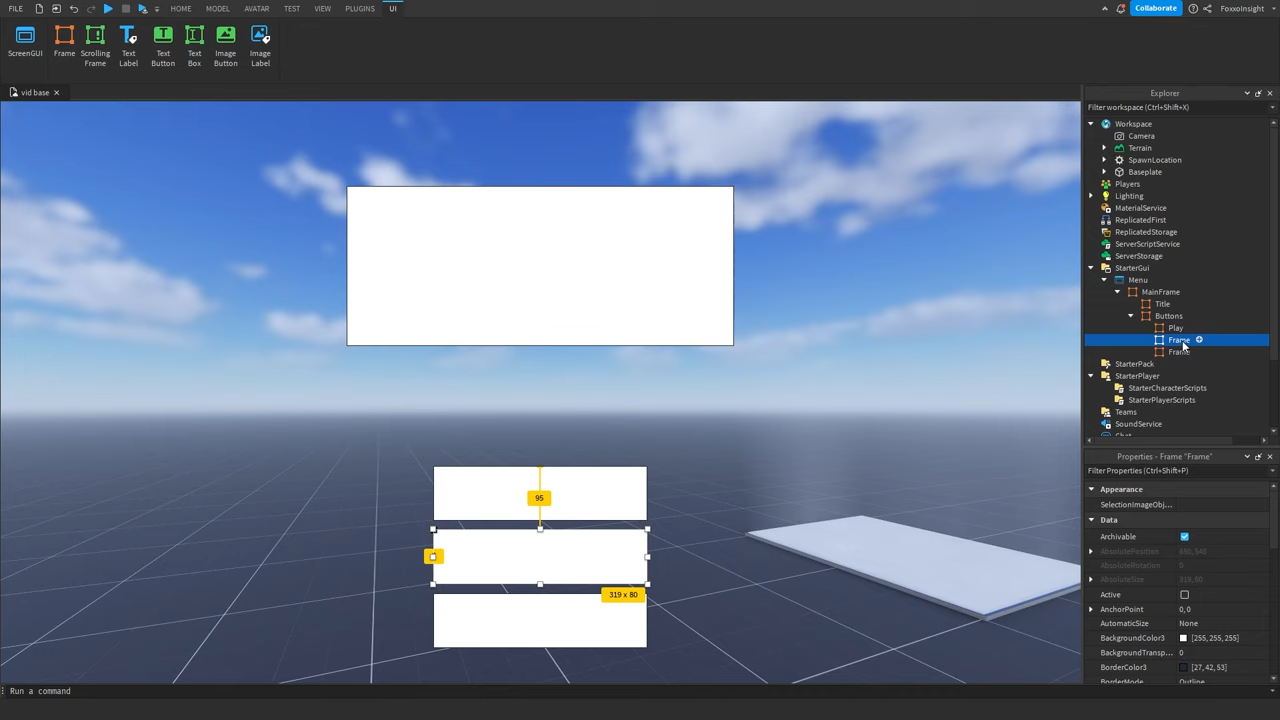 FILE HOME MODEL AVATAR TEST VIEW PLUGINS UI Collaborate FoxxoInsight
ScreenGUI Frame Scrolling Frame Text Label Text Button Text Box Image Button Image Label
vid base
Explorer
Filter workspace (Ctrl+Shift+X)
Workspace
Camera
Terrain
SpawnLocation
Baseplate
Players
Lighting
MaterialService
ReplicatedFirst
ReplicatedStorage
ServerScriptService
ServerStorage
StarterGui
Menu
MainFrame
Title
Buttons
Play
Frame
Frame
StarterPack
StarterPlayer
StarterCharacterScripts
StarterPlayerScripts
Teams
SoundService
Chat
95
319 x 80
Properties - Frame "Frame"
Filter Properties (Ctrl+Shift+P)
Appearance
SelectionImageObj...
Data
Archivable
AbsolutePosition 650,540
AbsoluteRotation 0
AbsoluteSize 319,80
Active
AnchorPoint 0, 0
AutomaticSize None
BackgroundColor3 [255,255,255]
BackgroundTransp... 0
BorderColor3 [27,42,53]
BorderMode Outline
Run a command